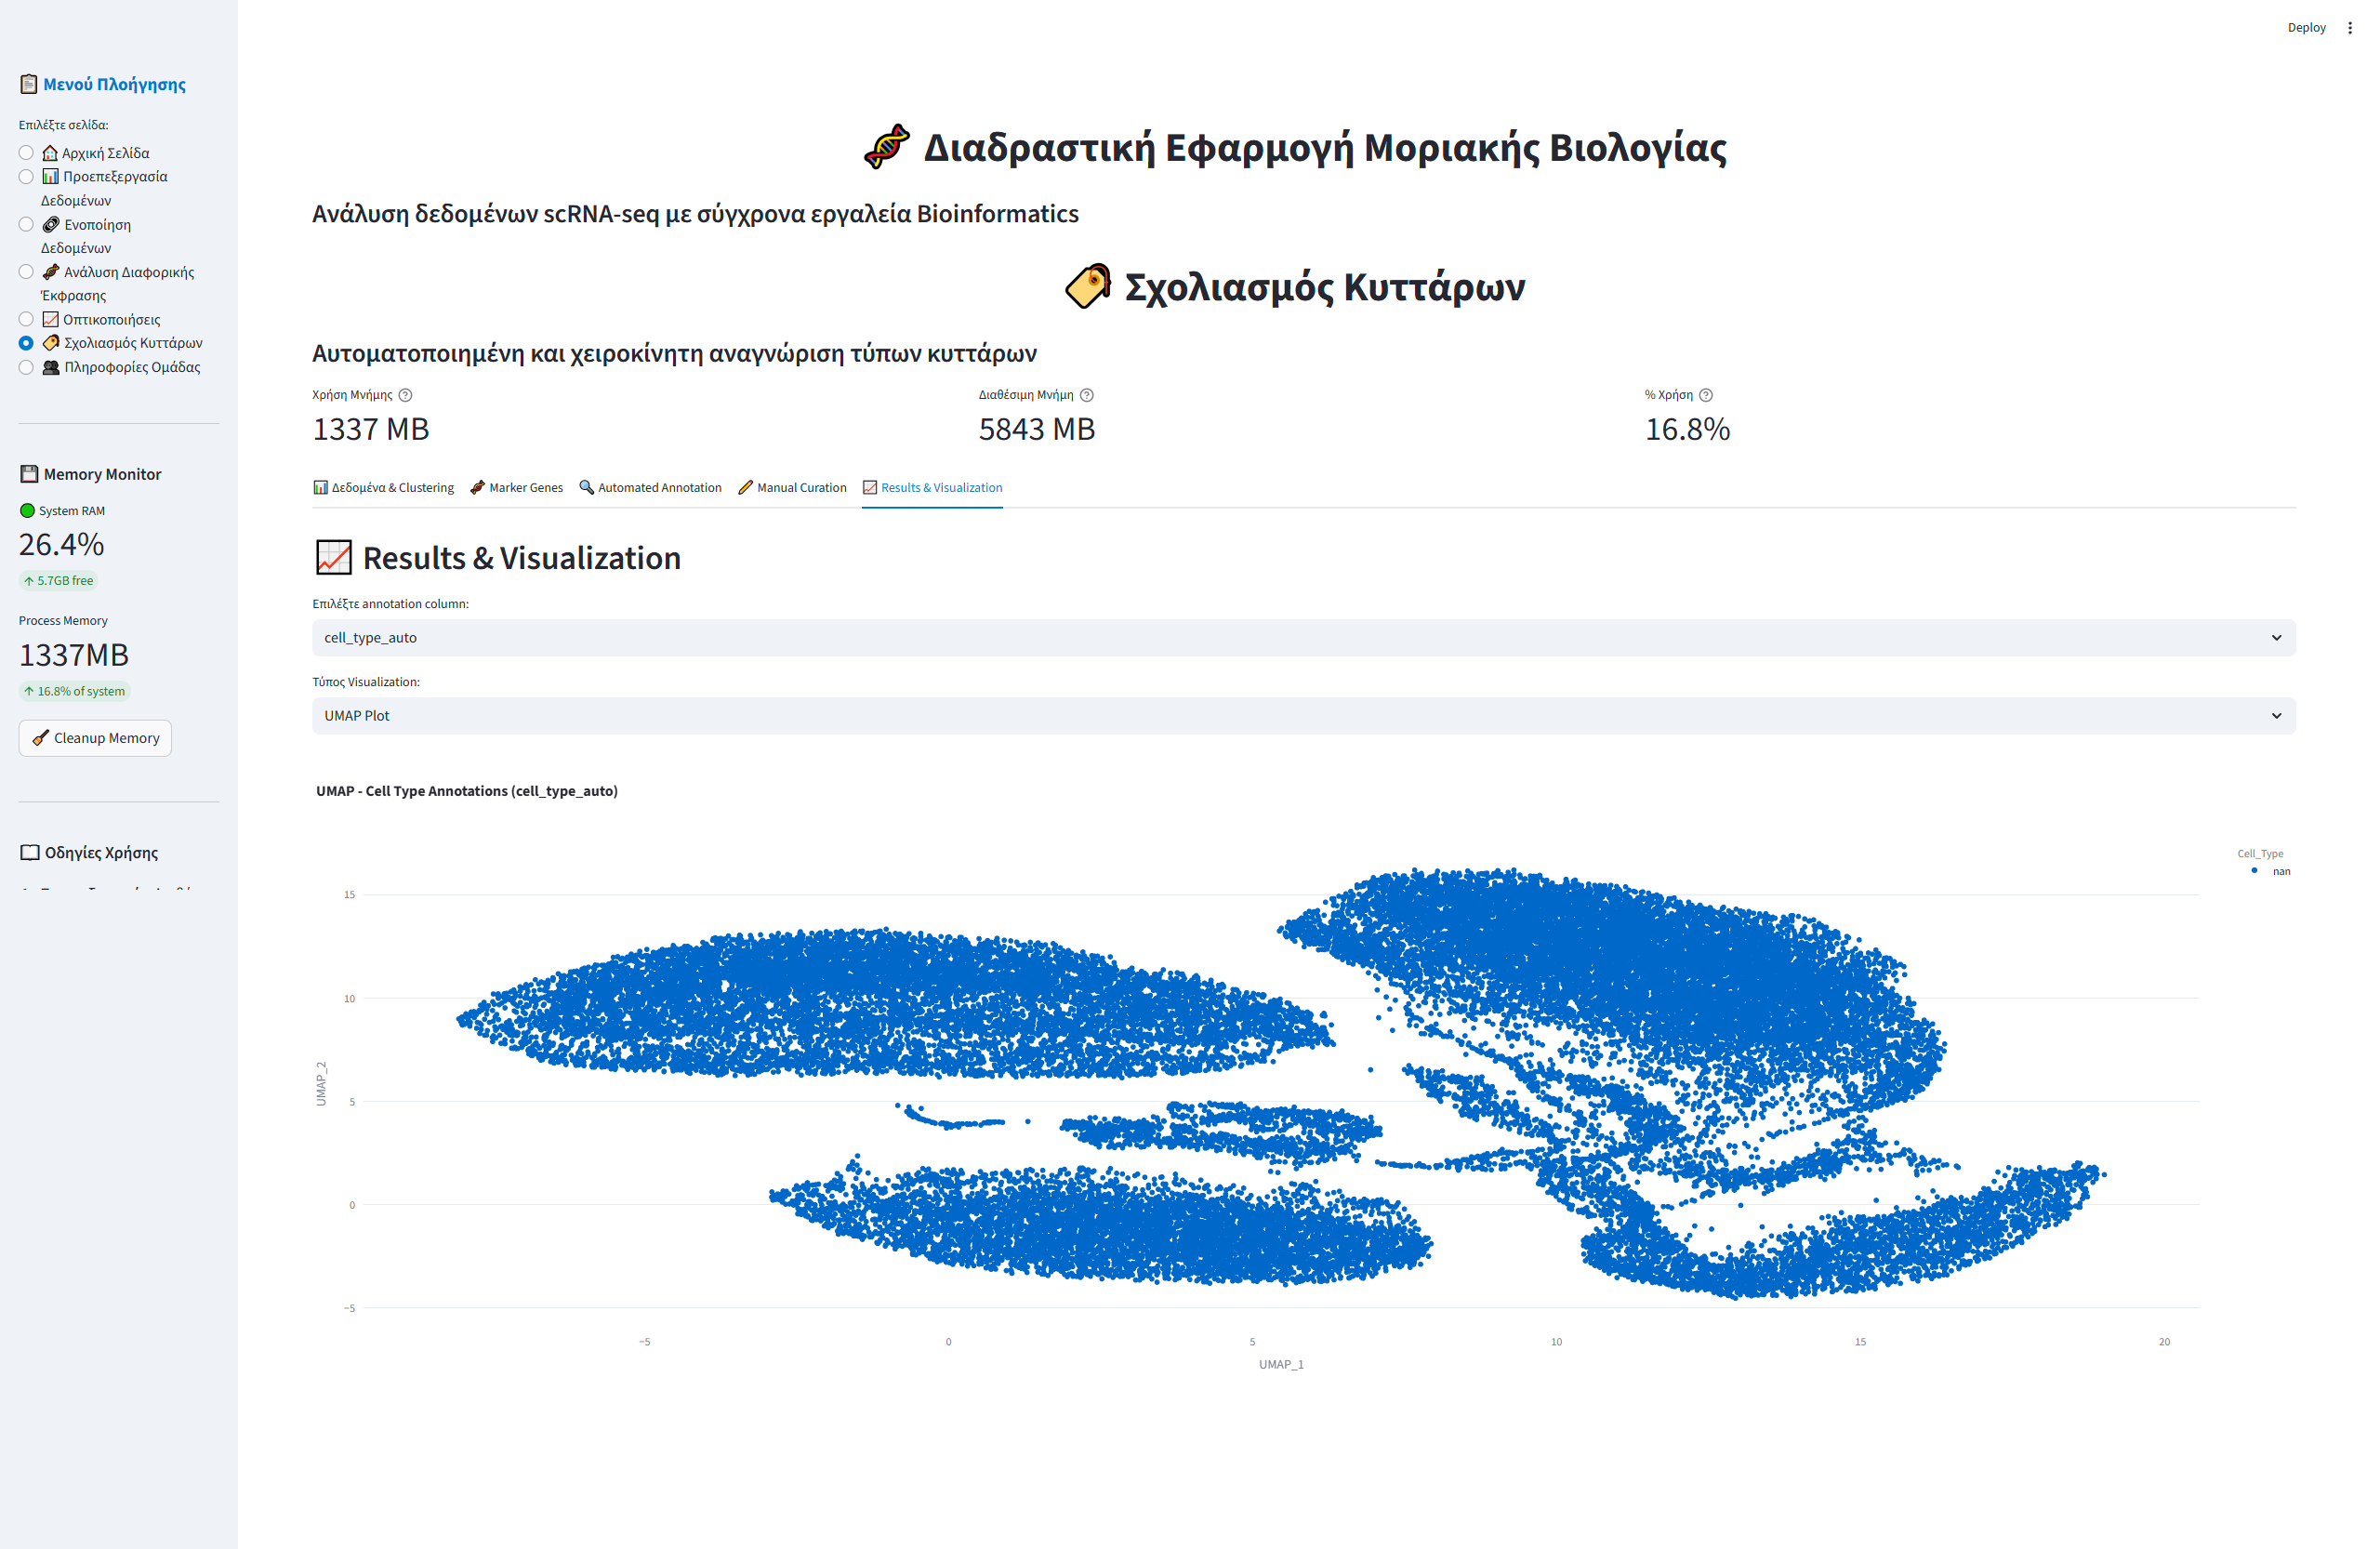 Deploy
Μενού Πλοήγησης
Επιλέξτε σελίδα:
Αρχική Σελίδα
Προεπεξεργασία
Δεδομένων
Ενοποίηση
Δεδομένων
Ανάλυση Διαφορικής
Έκφρασης
Οπτικοποιήσεις
Σχολιασμός Κυττάρων
Πληροφορίες Ομάδας
Memory Monitor
System RAM
26.4%
↑ 5.7GB free
Process Memory
1337MB
↑ 16.8% of system
Cleanup Memory
Οδηγίες Χρήσης
Διαδραστική Εφαρμογή Μοριακής Βιολογίας
Ανάλυση δεδομένων scRNA-seq με σύγχρονα εργαλεία Bioinformatics
Σχολιασμός Κυττάρων
Αυτοματοποιημένη και χειροκίνητη αναγνώριση τύπων κυττάρων
Χρήση Μνήμης
1337 MB
Διαθέσιμη Μνήμη
5843 MB
% Χρήση
16.8%
Δεδομένα & Clustering
Marker Genes
Automated Annotation
Manual Curation
Results & Visualization
Results & Visualization
Επιλέξτε annotation column:
cell_type_auto
Τύπος Visualization:
UMAP Plot
UMAP - Cell Type Annotations (cell_type_auto)
Cell_Type
nan
15
10
5
0
−5
UMAP_2
−5
0
5
10
15
20
UMAP_1